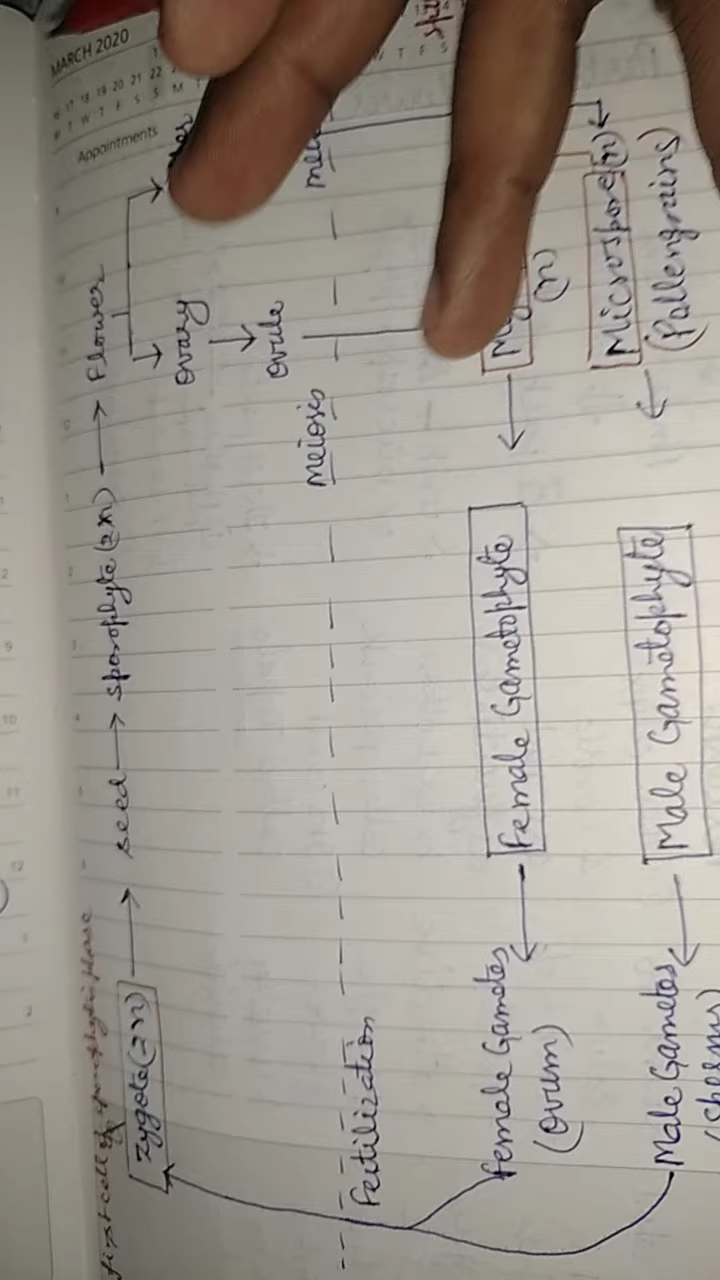 MARCH 2020
Appointments
first cell of sporophytic phase
Zygote(2n) → seed → sporophyte(2n) → Flower
Ovary
Ovule
Fertilization
meiosis
Female Gametes ← Female Gametophyte ←
(Ovum)
(n)
Male Gametes ← Male Gametophyte ← Microspore(n)
(Pollengrains)